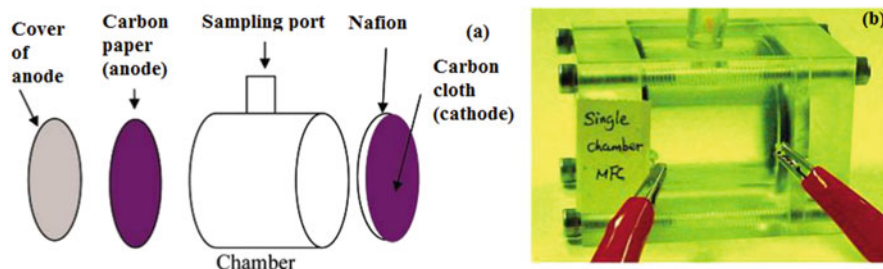 Cover of
anode
Carbon
paper
(anode)
Sampling port
Nafion
(a)
Carbon
cloth
(cathode)
Chamber
(b)
Single
chamber
MFC